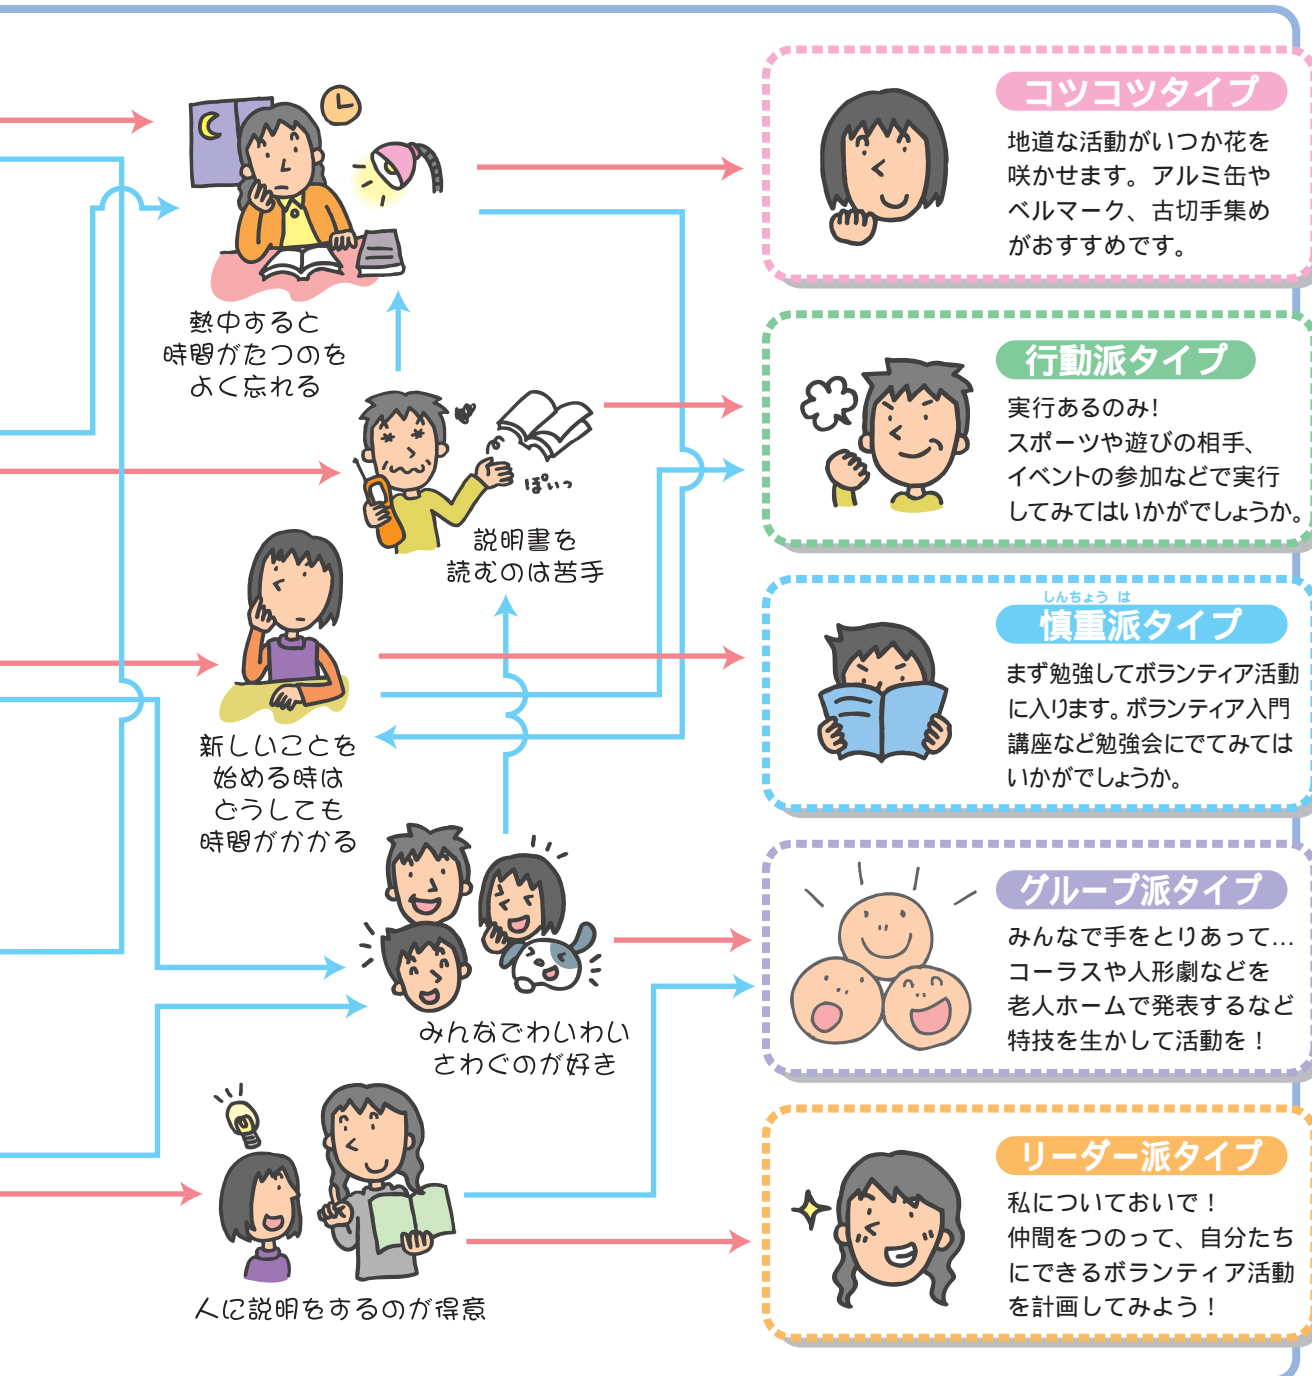 熱中すると
時間がたつのを
よく忘れる
ぽいっ
説明書を
読むのは苦手
新しいことを
始める時は
どうしても
時間がかかる
みんなでわいわい
さわぐのが好き
人に説明をするのが得意
コツコツタイプ
地道な活動がいつか花を
咲かせます。アルミ缶や
ベルマーク、古切手集め
がおすすめです。
行動派タイプ
実行あるのみ!
スポーツや遊びの相手、
イベントの参加などで実行
してみてはいかがでしょうか。
しんちょう は
慎重派タイプ
まず勉強してボランティア活動
に入ります。ボランティア入門
講座など勉強会にでてみては
いかがでしょうか。
グループ派タイプ
みんなで手をとりあって…
コーラスや人形劇などを
老人ホームで発表するなど
特技を生かして活動を！
リーダー派タイプ
私についておいで！
仲間をつのって、自分たち
にできるボランティア活動
を計画してみよう！